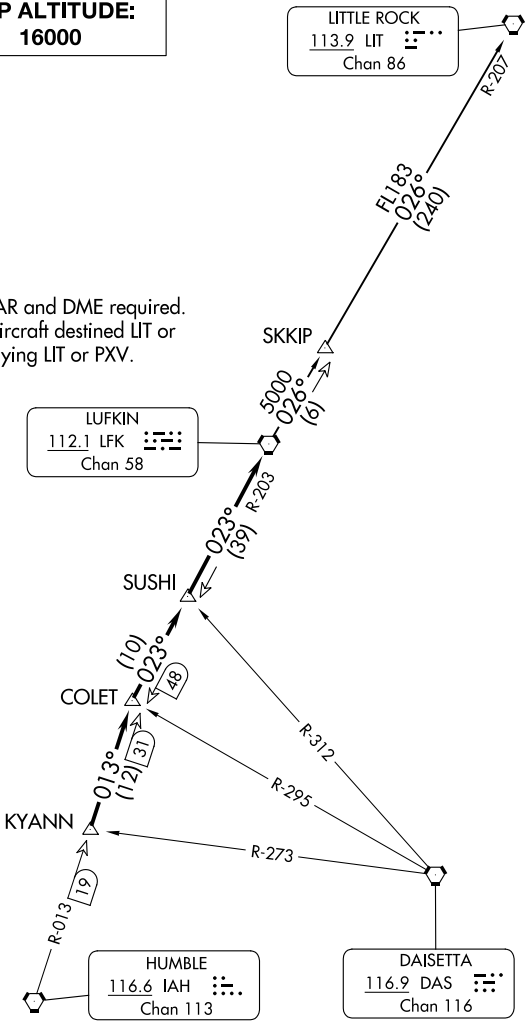 P ALTITUDE:
16000
LITTLE ROCK
113.9 LIT
Chan 86
R-207
FL183
026°
(240)
AR and DME required.
ircraft destined LIT or
ying LIT or PXV.
SKKIP
5000
026°
(6)
LUFKIN
112.1 LFK
Chan 58
R-203
023°
(39)
SUSHI
(10)
023°
48
COLET
R-312
31
013°
(12)
R-295
KYANN
R-273
19
R-013
HUMBLE
116.6 IAH
Chan 113
DAISETTA
116.9 DAS
Chan 116